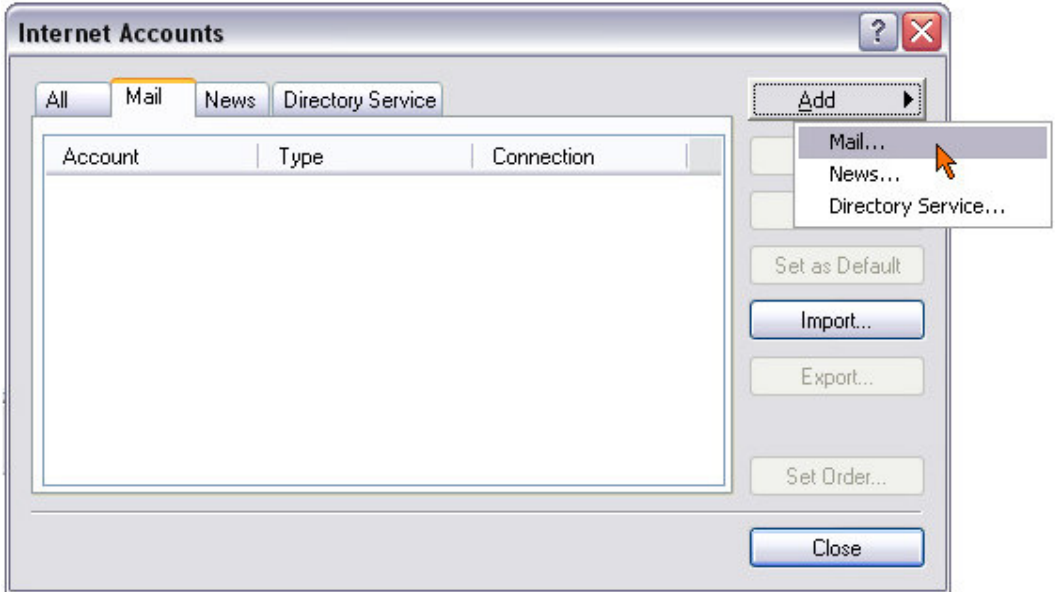 Internet Accounts
All Mail News Directory Service
Add
Mail...
News...
Directory Service...
Account Type Connection
Set as Default
Import...
Export...
Set Order...
Close